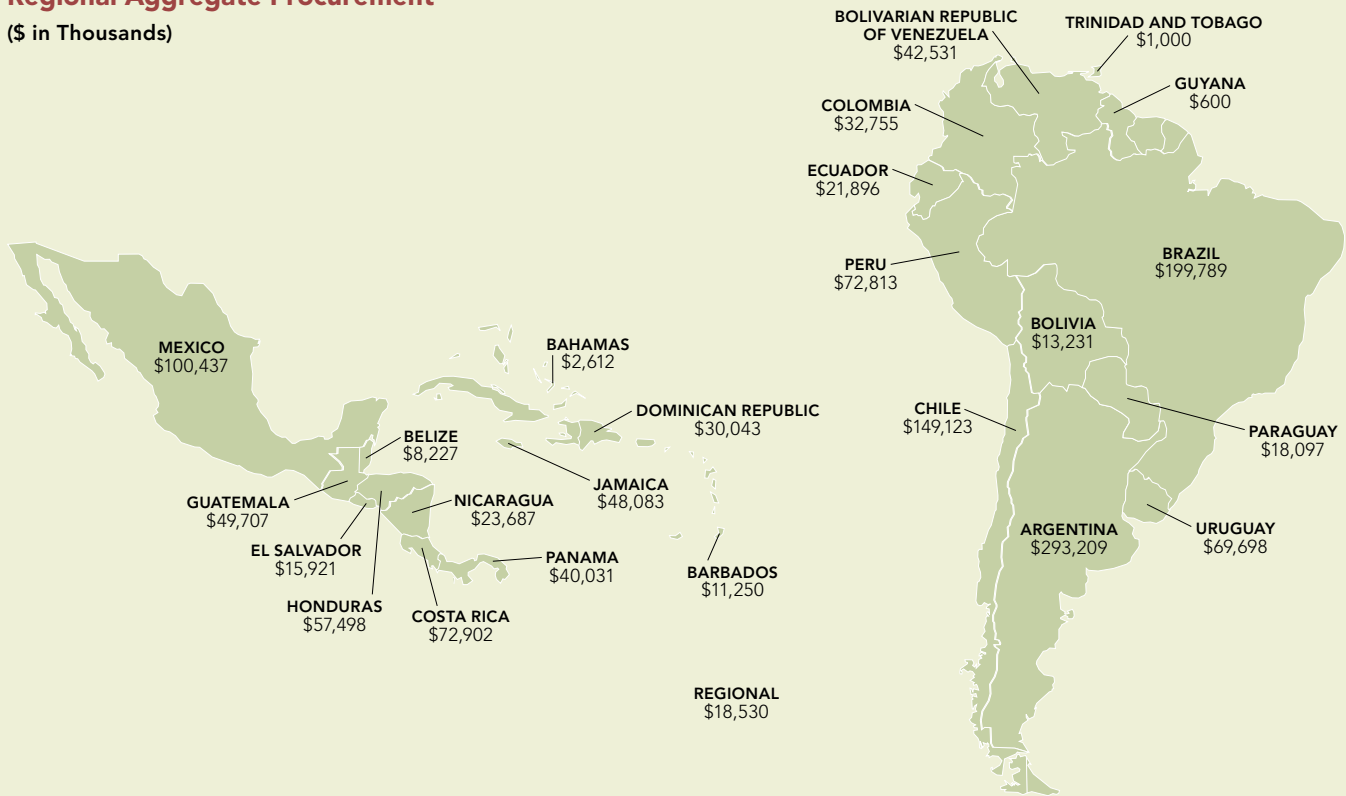 Regional Aggregate Procurement
($ in Thousands)
BOLIVARIAN REPUBLIC
OF VENEZUELA
$42,531
TRINIDAD AND TOBAGO
$1,000
GUYANA
$600
COLOMBIA
$32,755
ECUADOR
$21,896
PERU
$72,813
BRAZIL
$199,789
BOLIVIA
$13,231
CHILE
$149,123
PARAGUAY
$18,097
ARGENTINA
$293,209
URUGUAY
$69,698
MEXICO
$100,437
BAHAMAS
$2,612
DOMINICAN REPUBLIC
$30,043
BELIZE
$8,227
JAMAICA
$48,083
GUATEMALA
$49,707
NICARAGUA
$23,687
EL SALVADOR
$15,921
PANAMA
$40,031
BARBADOS
$11,250
HONDURAS
$57,498
COSTA RICA
$72,902
REGIONAL
$18,530